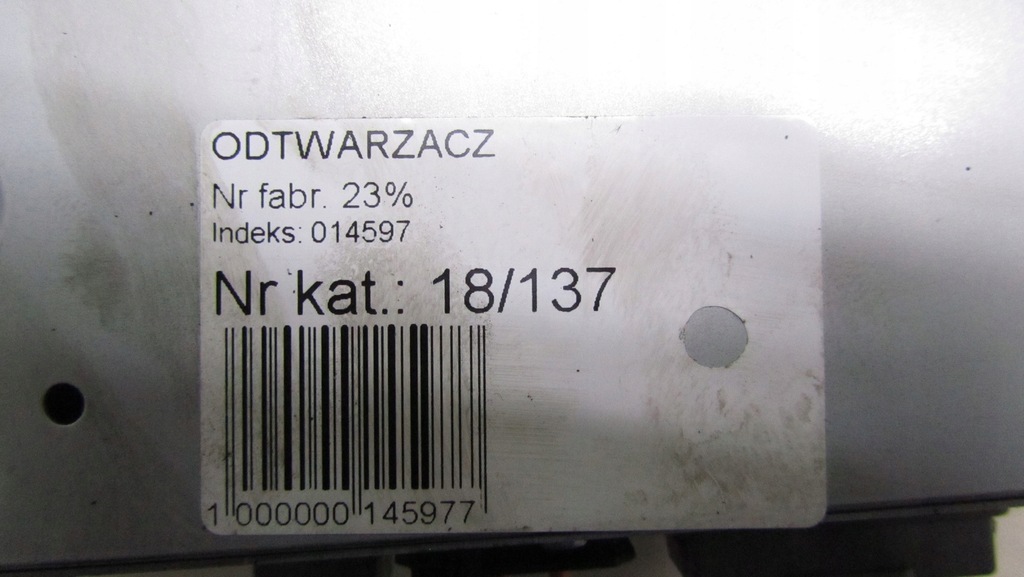 ODTWARZACZ
Nr fabr. 23%
Indeks: 014597
Nr kat.: 18/137
1 000000 145977